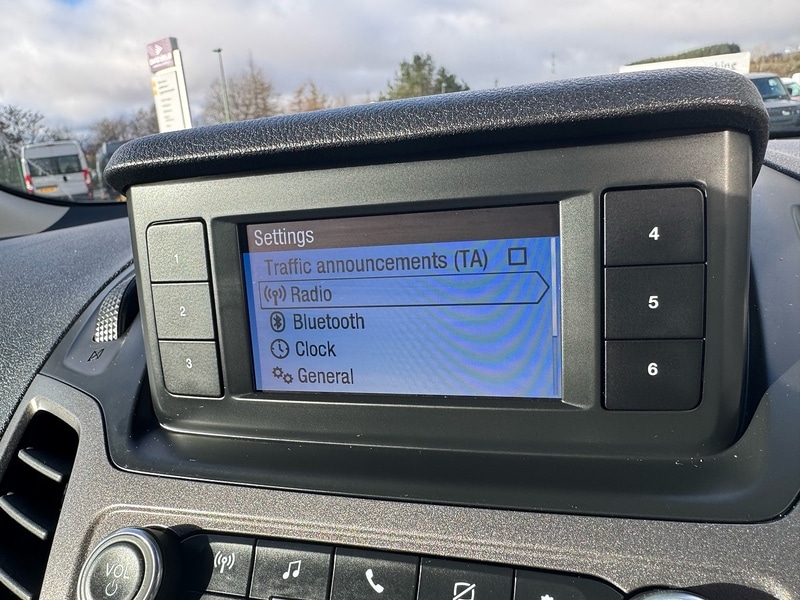 Settings
Traffic announcements (TA)
Radio
Bluetooth
Clock
General
1
2
3
4
5
6
VOL